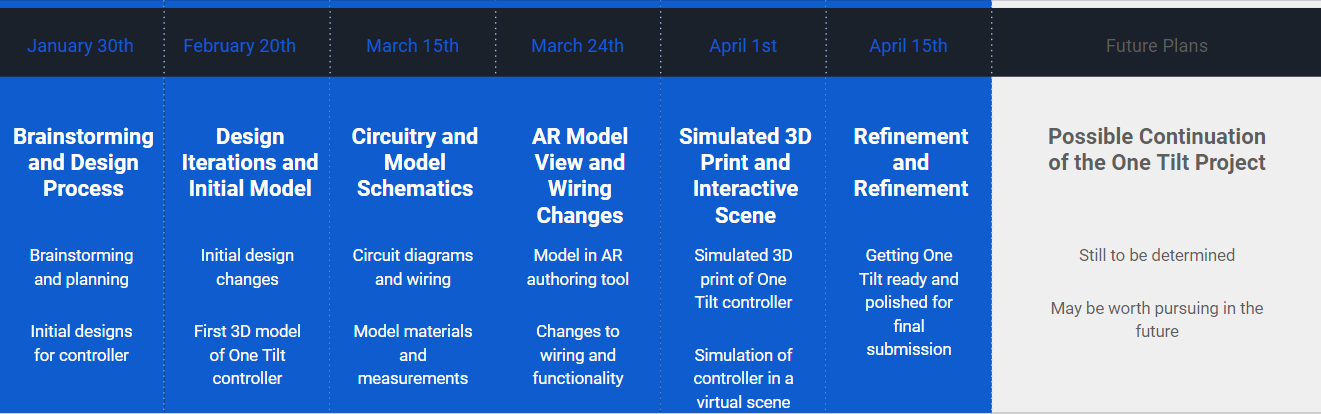 January 30th
February 20th
March 15th
March 24th
April 1st
April 15th
Future Plans
Brainstorming
and Design
Process
Brainstorming
and planning
Initial designs
for controller
Design
Iterations and
Initial Model
Initial design
changes
First 3D model
of One Tilt
controller
Circuitry and
Model
Schematics
Circuit diagrams
and wiring
Model materials
and
measurements
AR Model
View and
Wiring
Changes
Model in AR
authoring tool
Changes to
wiring and
functionality
Simulated 3D
Print and
Interactive
Scene
Simulated 3D
print of One
Tilt controller
Simulation of
controller in a
virtual scene
Refinement
and
Refinement
Getting One
Tilt ready and
polished for
final
submission
Possible Continuation
of the One Tilt Project
Still to be determined
May be worth pursuing in the
future